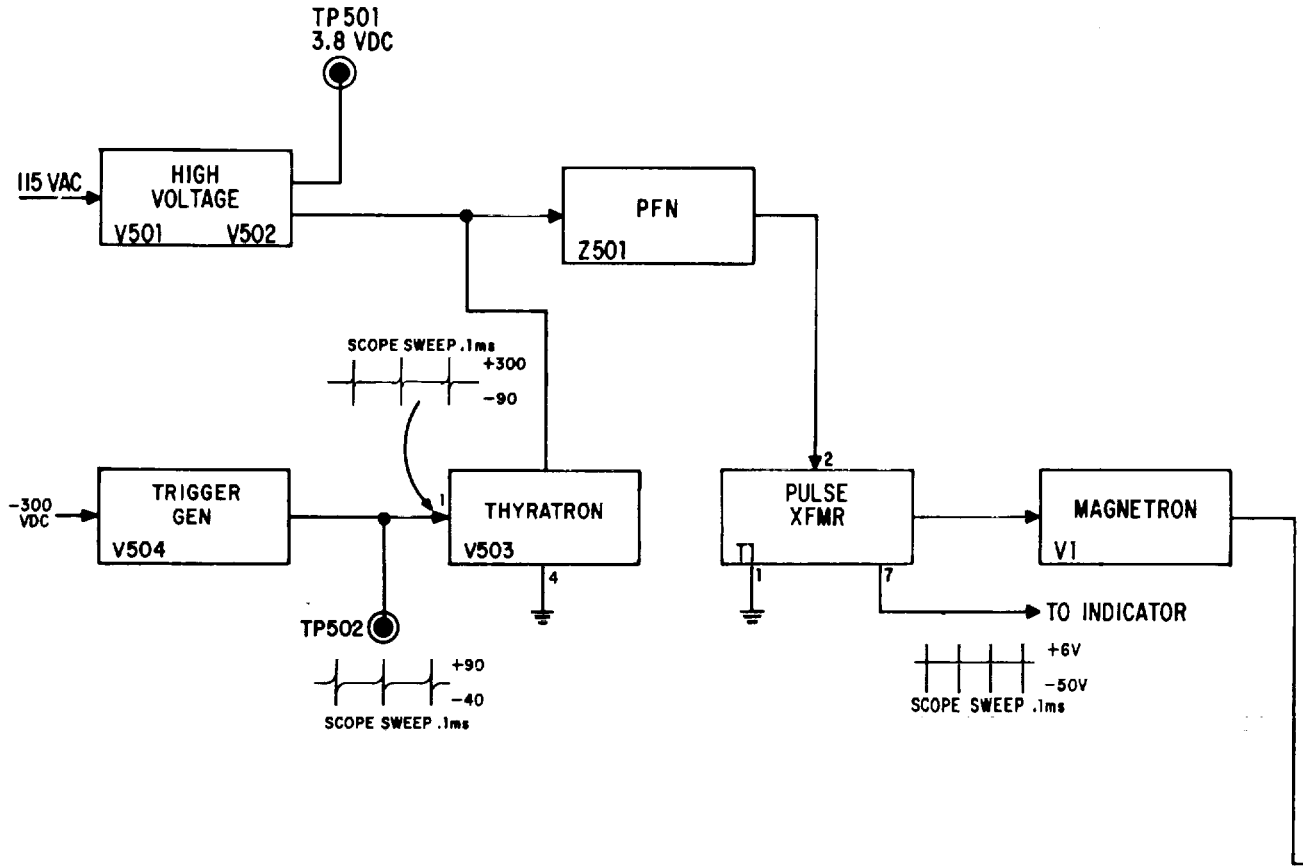 TP501
3.8 VDC
115 VAC
HIGH
VOLTAGE
V501 V502
PFN
Z501
SCOPE SWEEP .1ms
+300
-90
-300
VDC
TRIGGER
GEN
V504
1
THYRATRON
V503
4
2
PULSE
XFMR
1
7
MAGNETRON
V1
TO INDICATOR
TP502
+90
-40
SCOPE SWEEP .1ms
+6V
-50V
SCOPE SWEEP .1ms